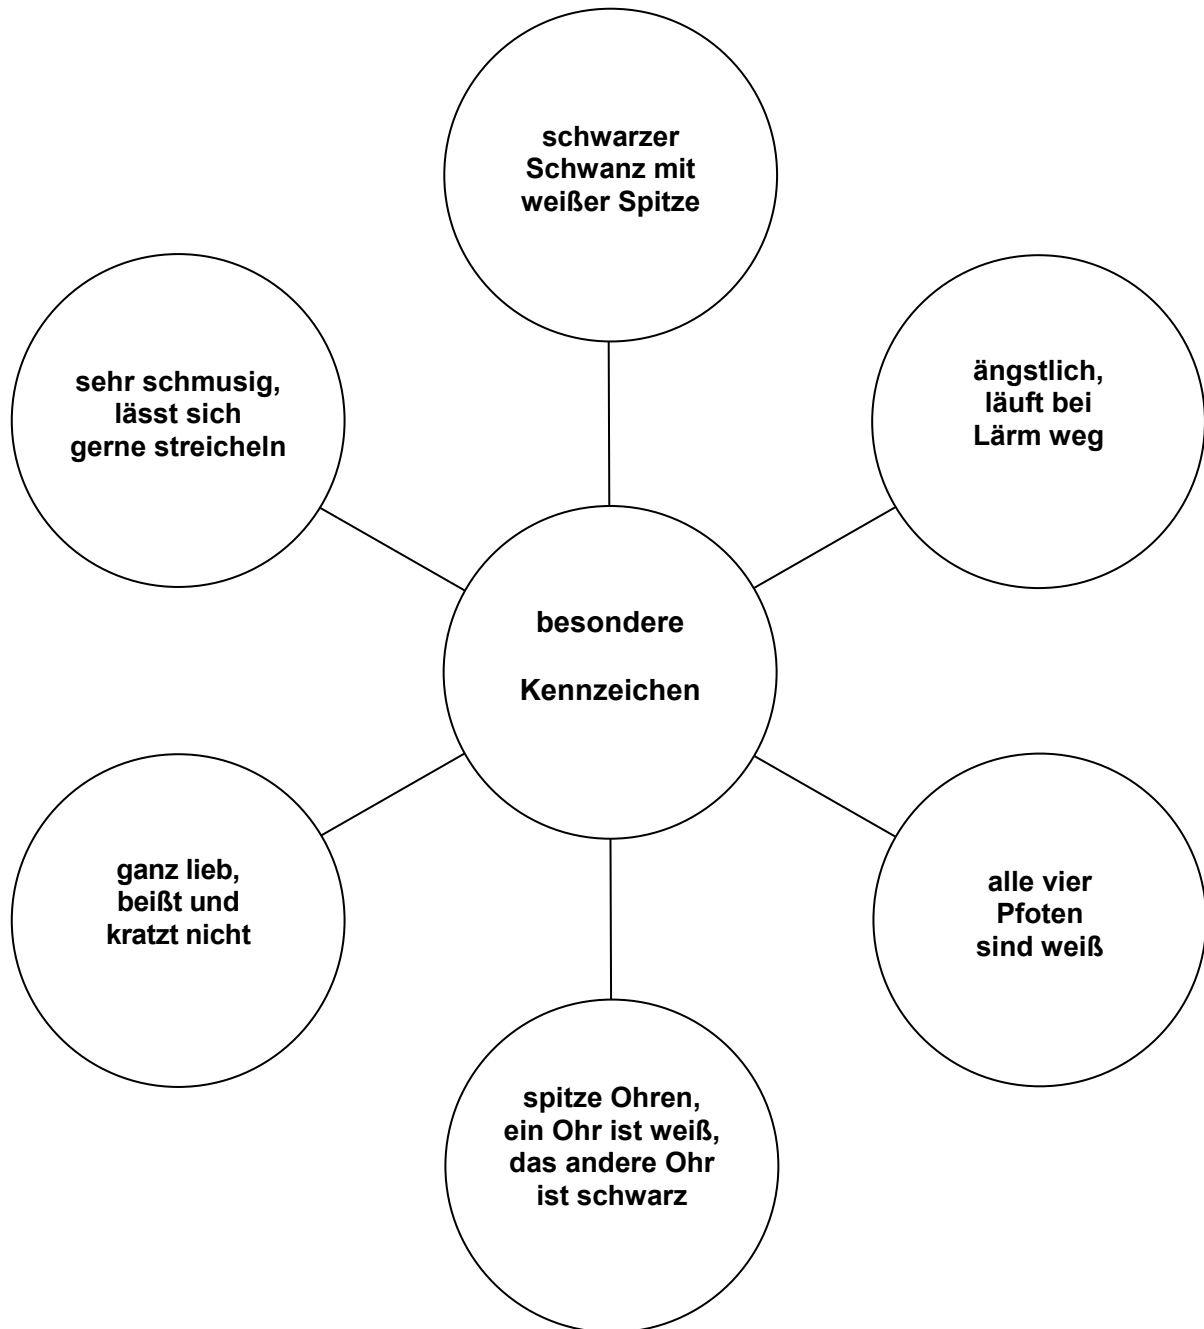 schwarzer
Schwanz mit
weißer Spitze
sehr schmusig,
lässt sich
gerne streicheln
ängstlich,
läuft bei
Lärm weg
besondere
Kennzeichen
ganz lieb,
beißt und
kratzt nicht
alle vier
Pfoten
sind weiß
spitze Ohren,
ein Ohr ist weiß,
das andere Ohr
ist schwarz